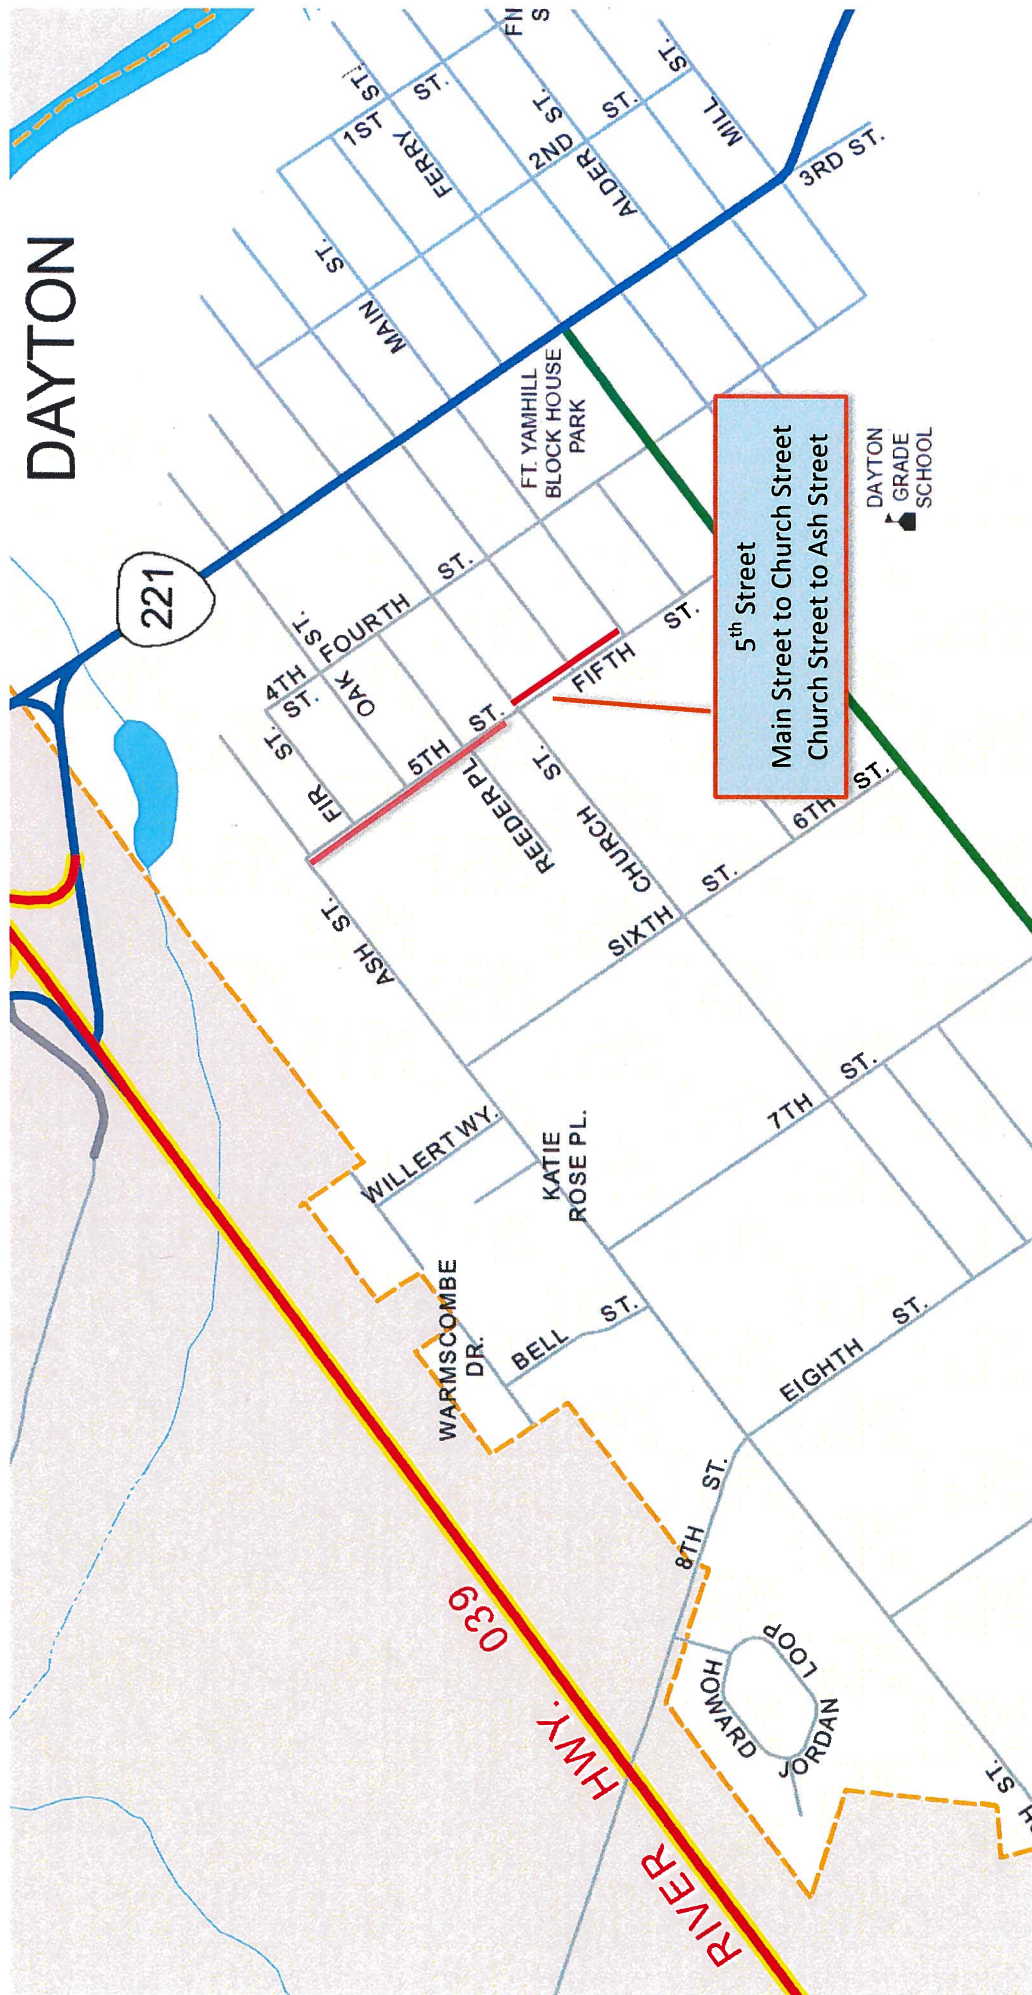 DAYTON
221
1ST ST.
ST.
FERRY
2ND ST.
ST.
ALDER
ST.
MILL
3RD ST.
FN
S
ST.
MAIN
FT. YAMHILL
BLOCK HOUSE
PARK
DAYTON
GRADE
SCHOOL
5th Street
Main Street to Church Street
Church Street to Ash Street
4TH ST.
FOURTH ST.
ST.
OAK
ST.
FIR
5TH ST.
FIFTH ST.
REEDER PL
ST.
CHURCH
SIXTH ST.
6TH ST.
ST.
ASH
7TH ST.
WILLERT WY.
KATIE
ROSE PL.
WARMSCOMBE
DR.
BELL ST.
EIGHTH ST.
8TH ST.
HOWARD
JORDAN
LOOP
ST.
039
RIVER HWY.